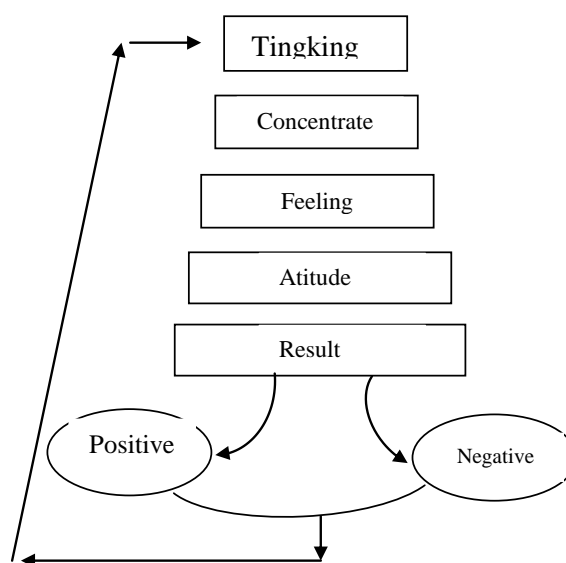 Tingking
Concentrate
Feeling
Atitude
Result
Positive
Negative